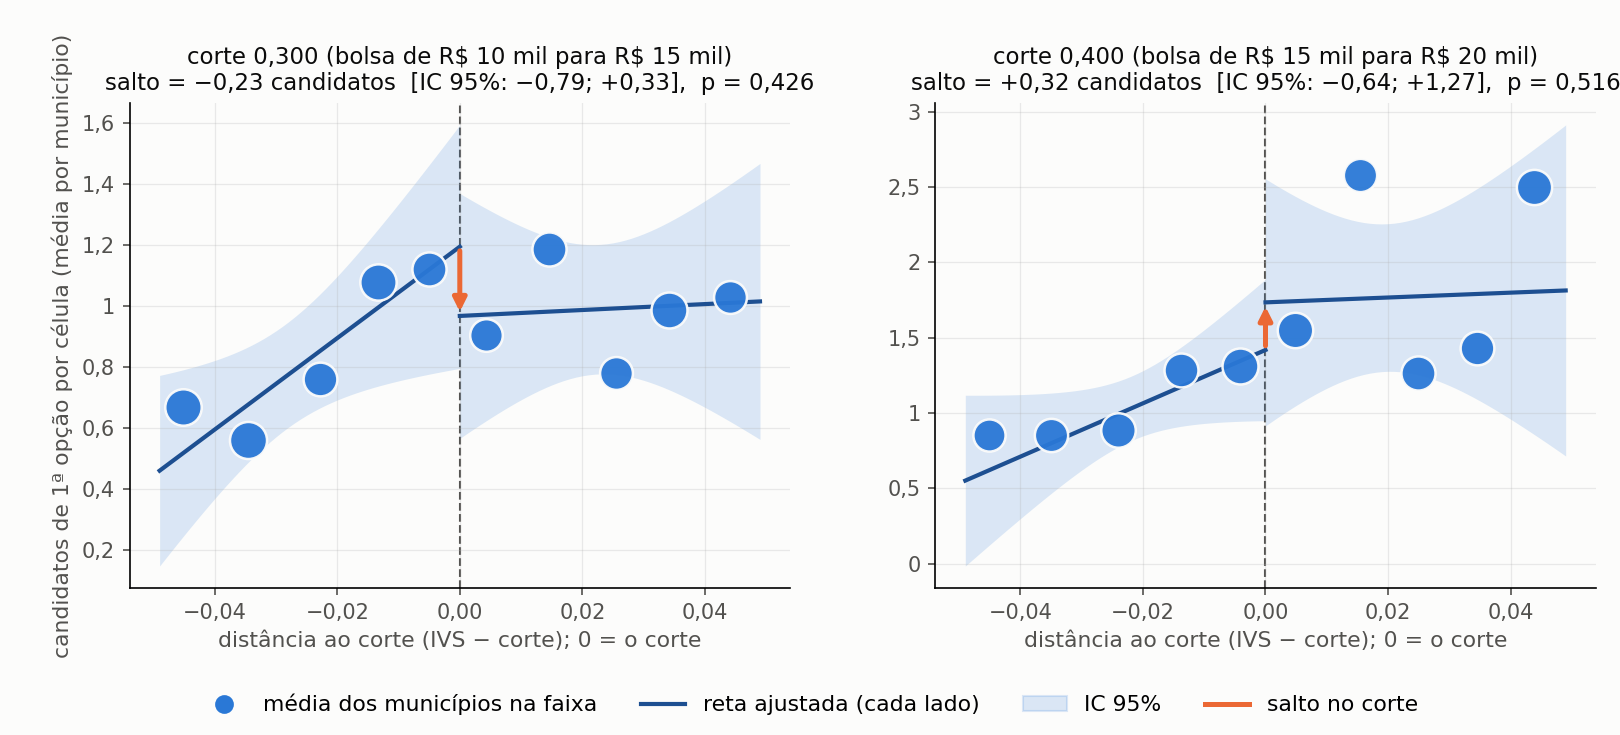 corte 0,300 (bolsa de R$ 10 mil para R$ 15 mil)
salto = −0,23 candidatos  [IC 95%: −0,79; +0,33],  p = 0,426
candidatos de 1ª opção por célula (média por município)
1,6
1,4
1,2
1
0,8
0,6
0,4
0,2
−0,04
−0,02
0,00
0,02
0,04
distância ao corte (IVS − corte); 0 = o corte
corte 0,400 (bolsa de R$ 15 mil para R$ 20 mil)
salto = +0,32 candidatos  [IC 95%: −0,64; +1,27],  p = 0,516
3
2,5
2
1,5
1
0,5
0
−0,04
−0,02
0,00
0,02
0,04
distância ao corte (IVS − corte); 0 = o corte
média dos municípios na faixa
reta ajustada (cada lado)
IC 95%
salto no corte